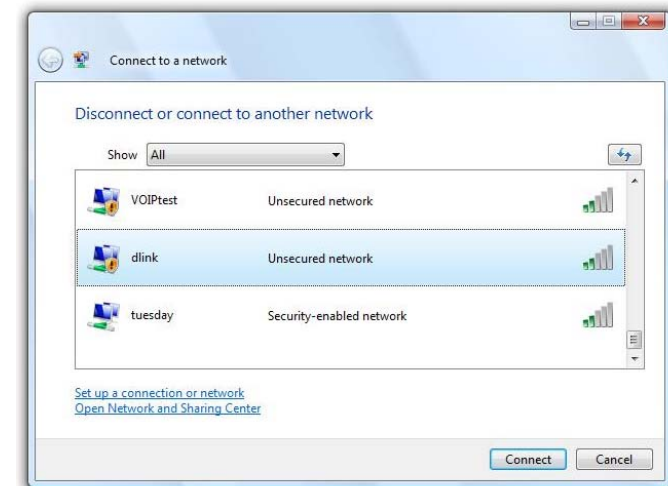 Connect to a network
Disconnect or connect to another network
Show All
VOIPtest Unsecured network
dlink Unsecured network
tuesday Security-enabled network
Set up a connection or network
Open Network and Sharing Center
Connect Cancel